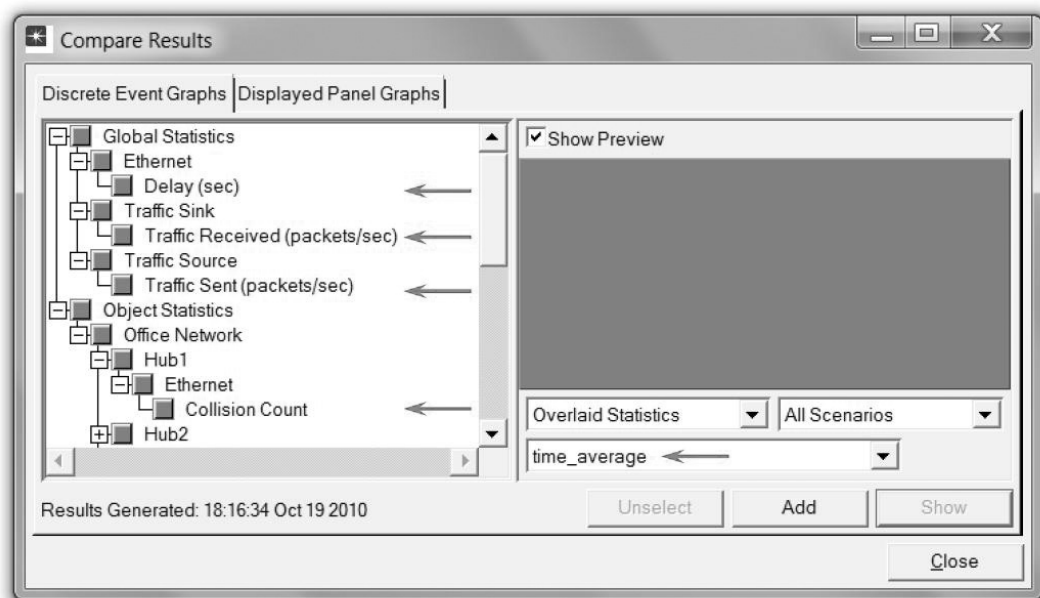 Compare Results
Discrete Event Graphs Displayed Panel Graphs
Global Statistics
Ethernet
Delay (sec)
Traffic Sink
Traffic Received (packets/sec)
Traffic Source
Traffic Sent (packets/sec)
Object Statistics
Office Network
Hub1
Ethernet
Collision Count
Hub2
Show Preview
Overlaid Statistics All Scenarios
time_average
Results Generated: 18:16:34 Oct 19 2010 Unselect Add Show
Close